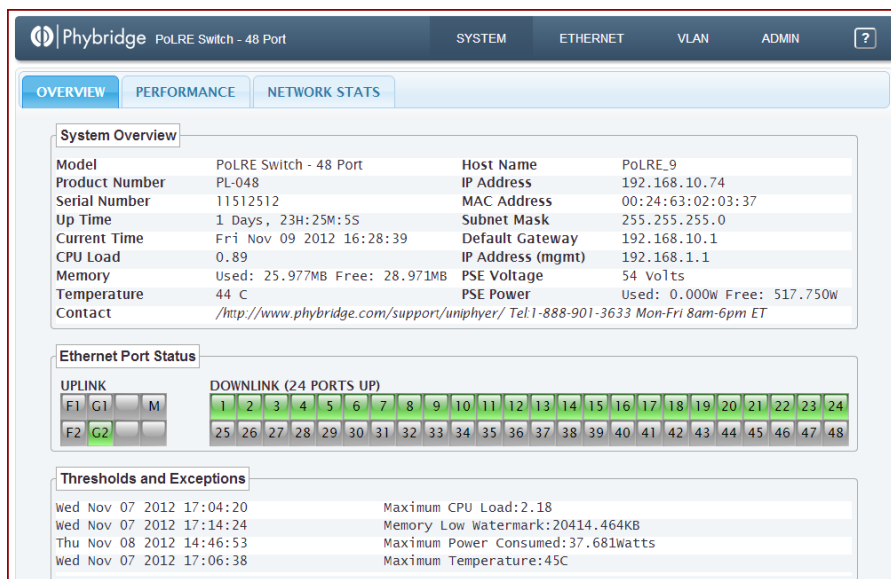 Phybridge PoLRE Switch - 48 Port SYSTEM ETHERNET VLAN ADMIN ?
OVERVIEW PERFORMANCE NETWORK STATS
System Overview
Model PoLRE Switch - 48 Port Host Name PoLRE_9
Product Number PL-048 IP Address 192.168.10.74
Serial Number 11512512 MAC Address 00:24:63:02:03:37
Up Time 1 Days, 23H:25M:5S Subnet Mask 255.255.255.0
Current Time Fri Nov 09 2012 16:28:39 Default Gateway 192.168.10.1
CPU Load 0.89 IP Address (mgmt) 192.168.1.1
Memory Used: 25.977MB Free: 28.971MB PSE Voltage 54 Volts
Temperature 44 C PSE Power Used: 0.000W Free: 517.750W
Contact /http://www.phybridge.com/support/uniphyer/ Tel:1-888-901-3633 Mon-Fri 8am-6pm ET
Ethernet Port Status
UPLINK DOWNLINK (24 PORTS UP)
F1 G1 M 1 2 3 4 5 6 7 8 9 10 11 12 13 14 15 16 17 18 19 20 21 22 23 24
F2 G2 25 26 27 28 29 30 31 32 33 34 35 36 37 38 39 40 41 42 43 44 45 46 47 48
Thresholds and Exceptions
Wed Nov 07 2012 17:04:20 Maximum CPU Load:2.18
Wed Nov 07 2012 17:14:24 Memory Low Watermark:20414.464KB
Thu Nov 08 2012 14:46:53 Maximum Power Consumed:37.681Watts
Wed Nov 07 2012 17:06:38 Maximum Temperature:45C